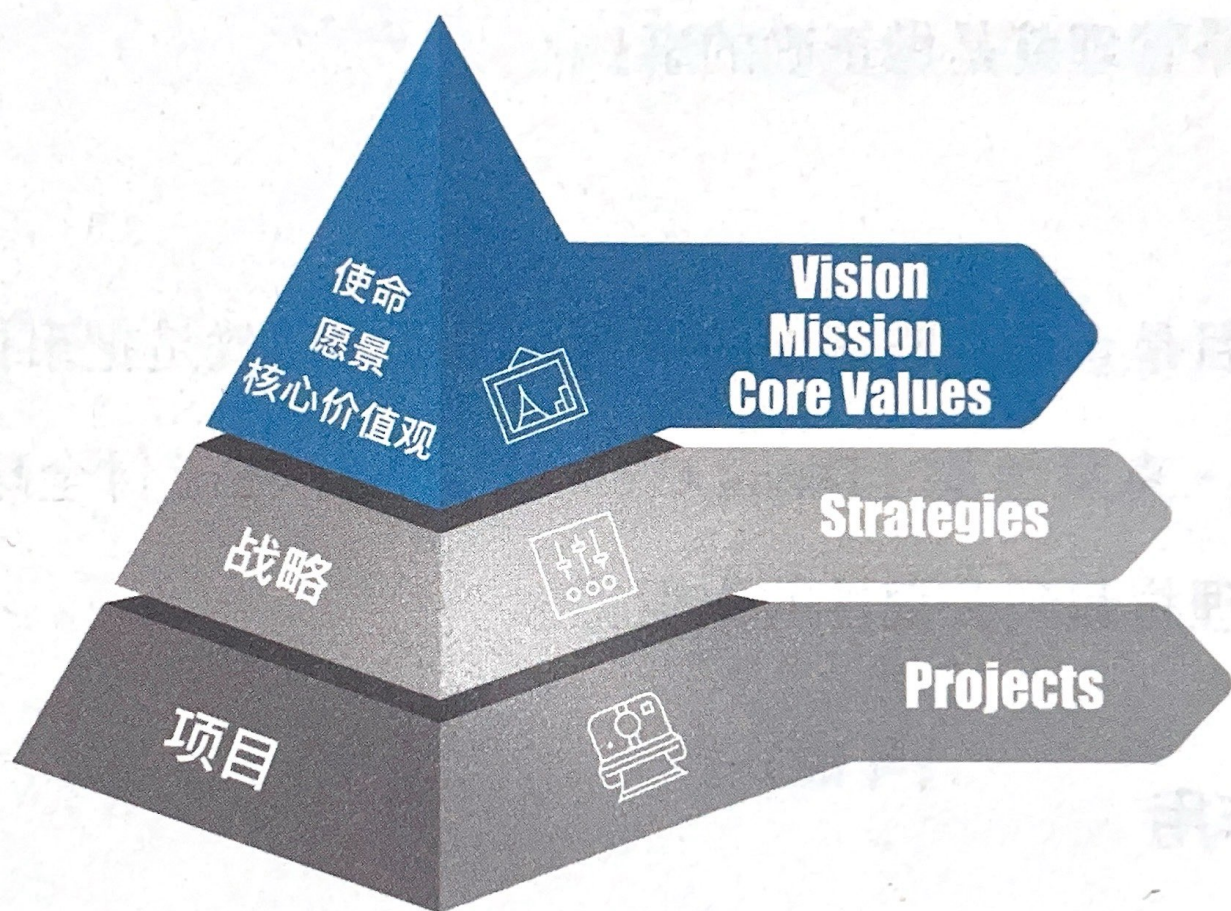 使命
愿景
核心价值观
Vision
Mission
Core Values
战略
Strategies
项目
Projects